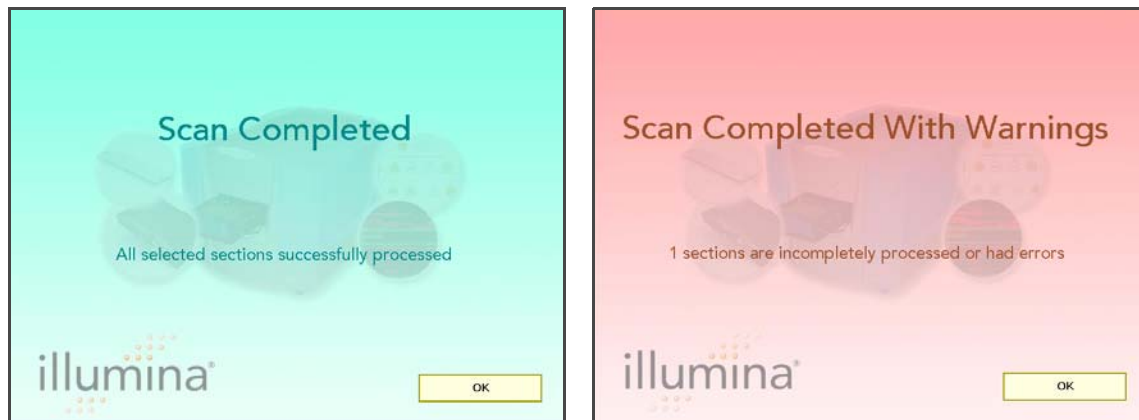 Scan Completed
All selected sections successfully processed
illumina®
OK
Scan Completed With Warnings
1 sections are incompletely processed or had errors
illumina®
OK